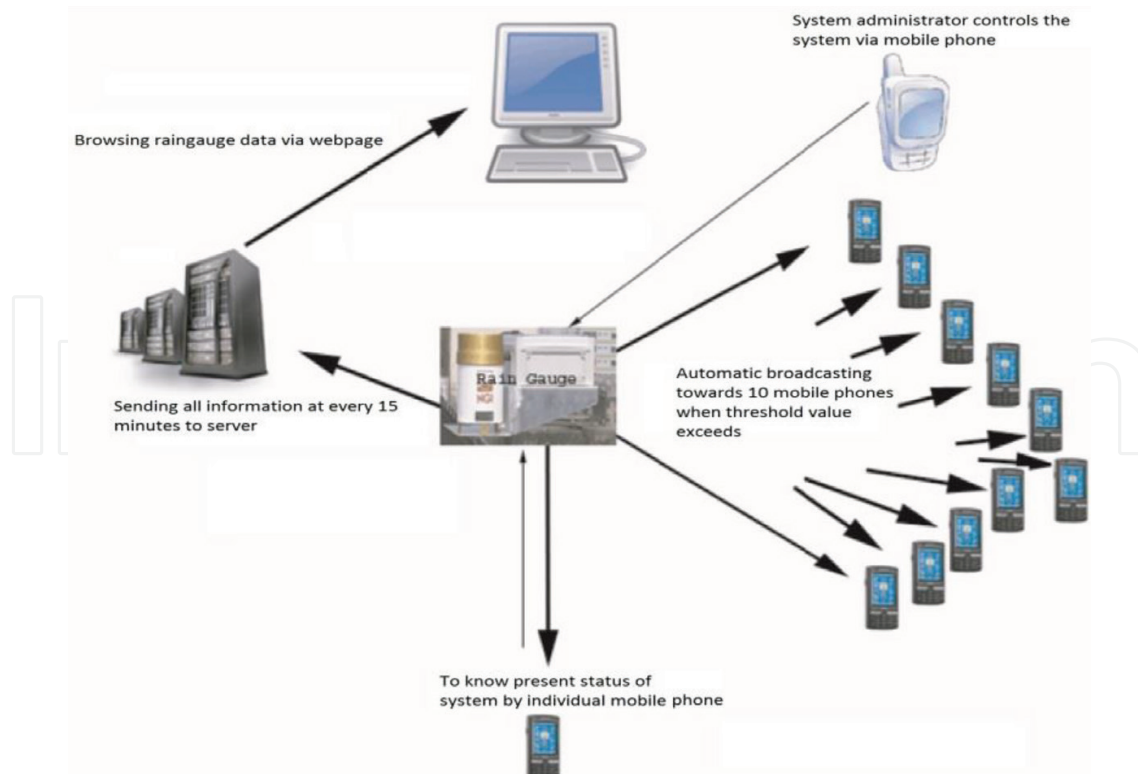 System administrator controls the
system via mobile phone
Browsing raingauge data via webpage
Rain Gauge
Automatic broadcasting
towards 10 mobile phones
when threshold value
exceeds
Sending all information at every 15
minutes to server
To know present status of
system by individual mobile phone